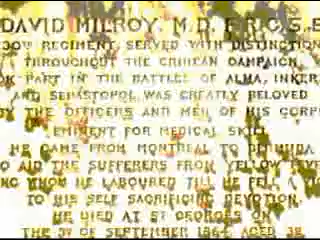 DAVID MILROY. M.D. F.R.C.S.E
30TH REGIMENT, SERVED WITH DISTINCTION
THROUGHOUT THE CRIMEAN CAMPAIGN,
PART IN THE BATTLES OF ALMA, INKER
AND SEBASTOPOL WAS GREATLY BELOVED
THE OFFICERS AND MEN OF HIS CORPS
EMINENT FOR MEDICAL SKILL
HE CAME FROM MONTREAL TO BERMUDA
TO AID THE SUFFERERS FROM YELLOW FEVER
WHOM HE LABOURED TILL HE FELL A
TO HIS SELF SACRIFICING DEVOTION.
HE DIED AT ST GEORGES ON
THE OF SEPTEMBER 1864, AGED 38